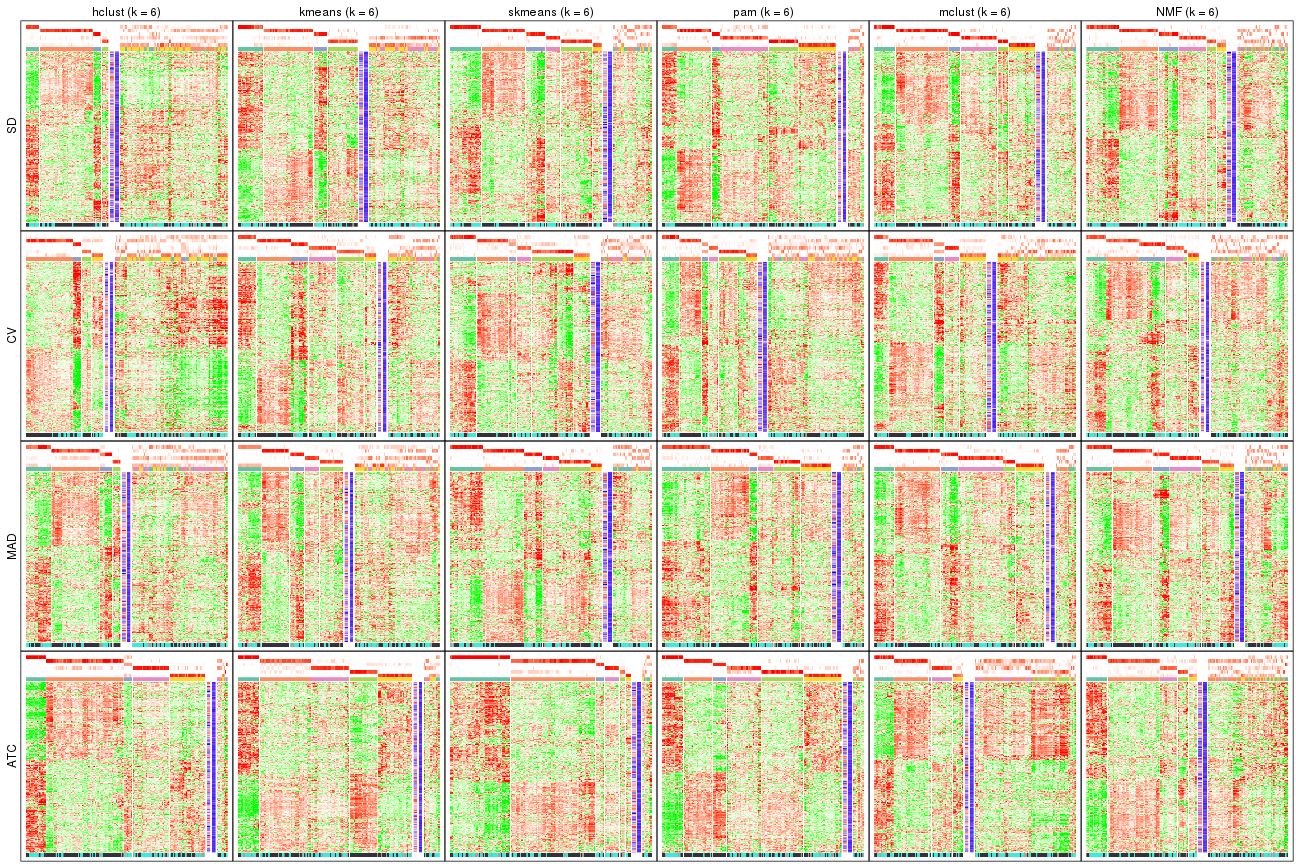 hclust (k = 6) kmeans (k = 6) skmeans (k = 6) pam (k = 6) mclust (k = 6) NMF (k = 6)
SD
CV
MAD
ATC